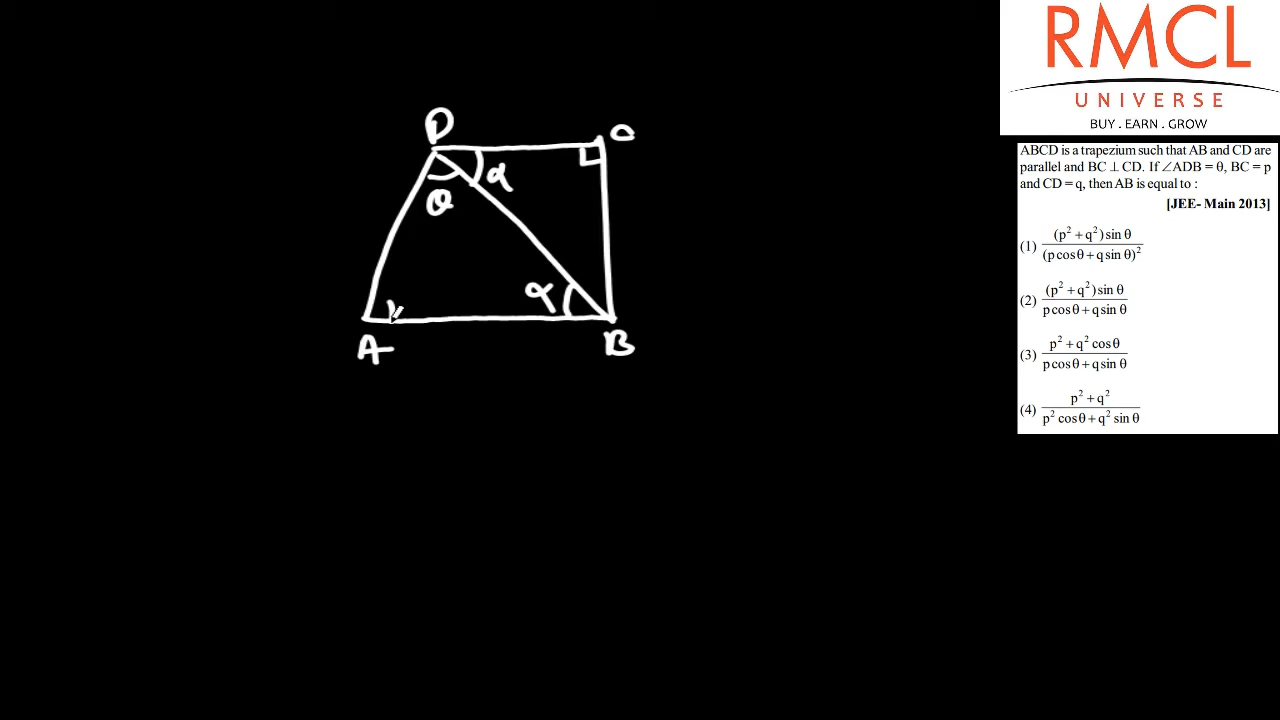 RMCL
UNIVERSE
BUY . EARN . GROW
ABCD is a trapezium such that AB and CD are
parallel and BC ⊥ CD. If ∠ADB = θ, BC = p
and CD = q, then AB is equal to :
[JEE- Main 2013]
(1) (p² + q²) sin θ / (p cos θ + q sin θ)²
(2) (p² + q²) sin θ / p cos θ + q sin θ
(3) p² + q² cos θ / p cos θ + q sin θ
(4) p² + q² / p² cos θ + q² sin θ
D C
α
θ
α
A B